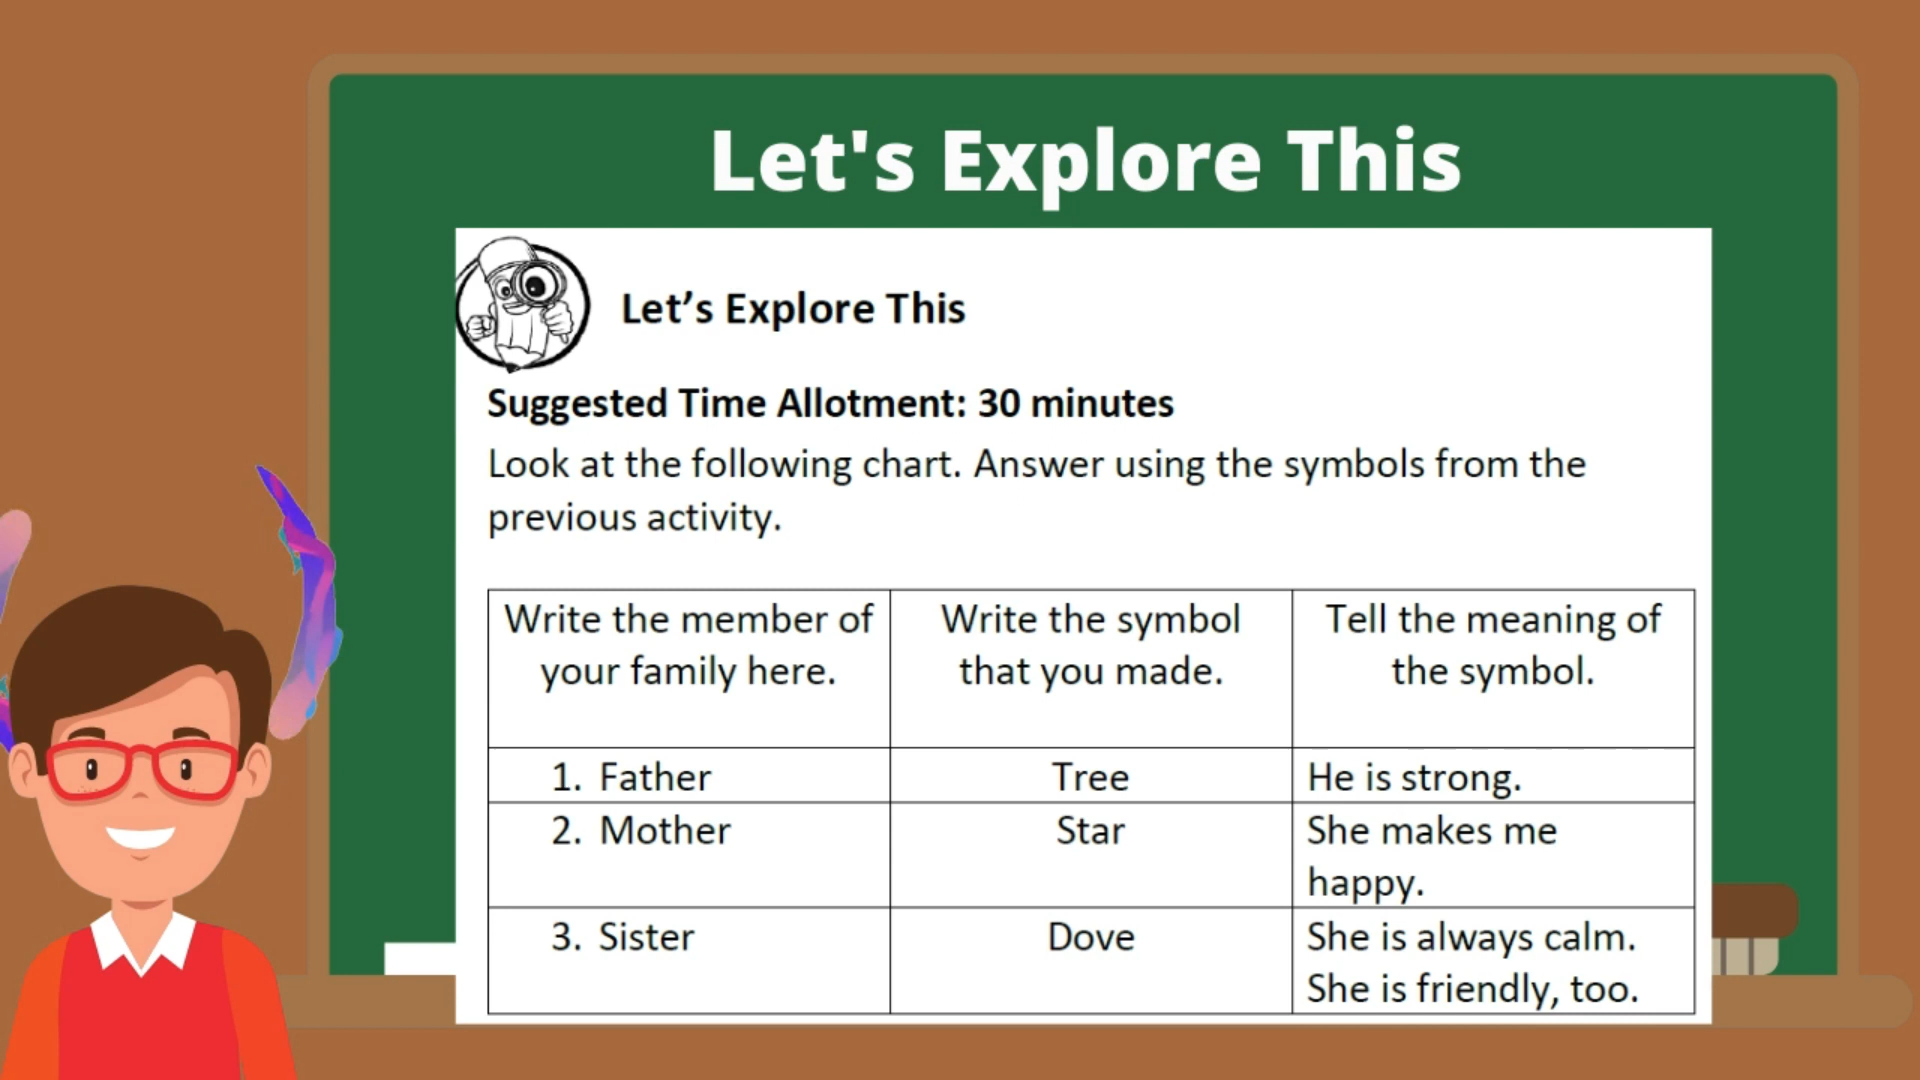 Let's Explore This
Let’s Explore This
Suggested Time Allotment: 30 minutes
Look at the following chart. Answer using the symbols from the
previous activity.
Write the member of
your family here.
Write the symbol
that you made.
Tell the meaning of
the symbol.
1. Father
Tree
He is strong.
2. Mother
Star
She makes me
happy.
3. Sister
Dove
She is always calm.
She is friendly, too.